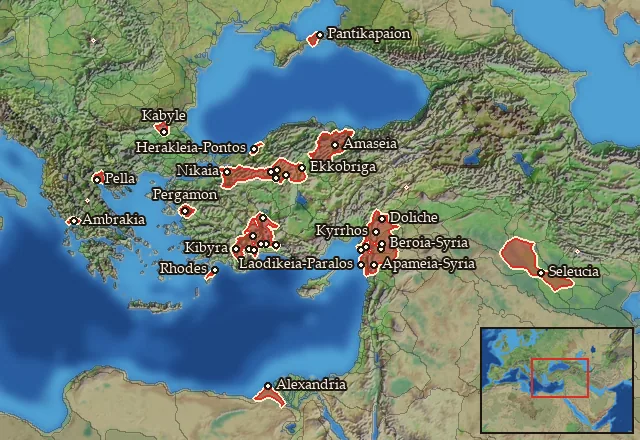 Pantikapaion
Kabyle
Herakleia-Pontos
Amaseia
Nikaia
Ekkobriga
Pella
Pergamon
Ambrakia
Doliche
Kyrrhos
Kibyra
Beroia-Syria
Rhodes
Laodikeia-Paralos
Apameia-Syria
Seleucia
Alexandria